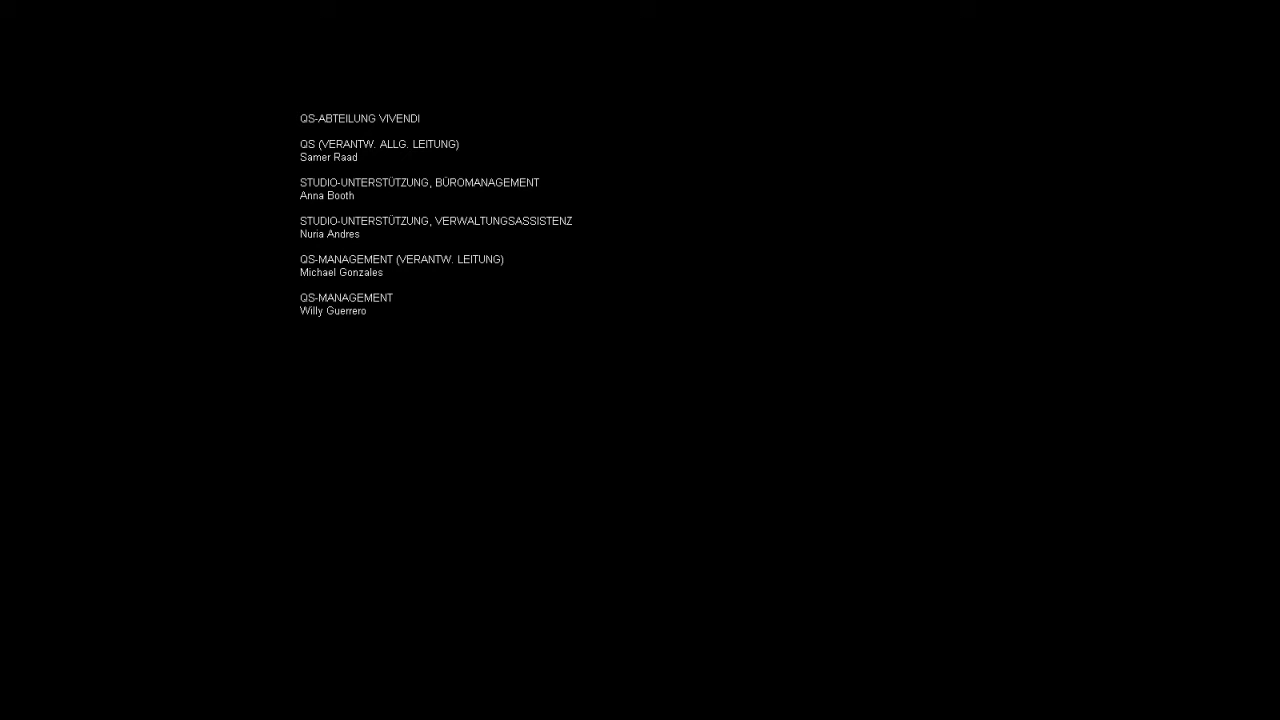 QS-ABTEILUNG VIVENDI
QS (VERANTW. ALLG. LEITUNG)
Samer Raad
STUDIO-UNTERSTÜTZUNG, BÜROMANAGEMENT
Anna Booth
STUDIO-UNTERSTÜTZUNG, VERWALTUNGSASSISTENZ
Nuria Andres
QS-MANAGEMENT (VERANTW. LEITUNG)
Michael Gonzales
QS-MANAGEMENT
Willy Guerrero